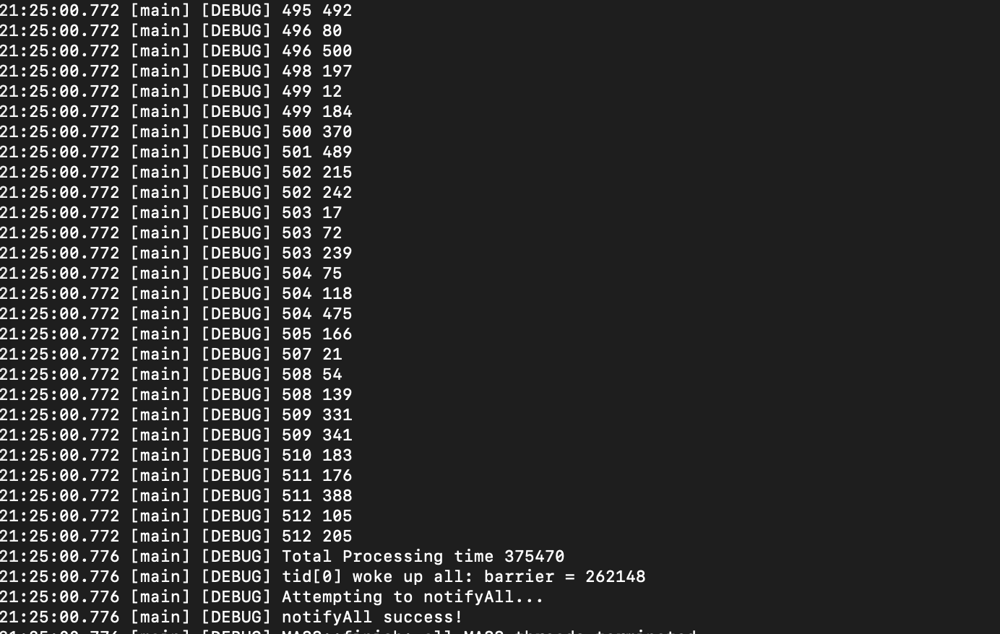 21:25:00.772 [main] [DEBUG] 495 492
21:25:00.772 [main] [DEBUG] 496 80
21:25:00.772 [main] [DEBUG] 496 500
21:25:00.772 [main] [DEBUG] 498 197
21:25:00.772 [main] [DEBUG] 499 12
21:25:00.772 [main] [DEBUG] 499 184
21:25:00.772 [main] [DEBUG] 500 370
21:25:00.772 [main] [DEBUG] 501 489
21:25:00.772 [main] [DEBUG] 502 215
21:25:00.772 [main] [DEBUG] 502 242
21:25:00.772 [main] [DEBUG] 503 17
21:25:00.772 [main] [DEBUG] 503 72
21:25:00.772 [main] [DEBUG] 503 239
21:25:00.772 [main] [DEBUG] 504 75
21:25:00.772 [main] [DEBUG] 504 118
21:25:00.772 [main] [DEBUG] 504 475
21:25:00.772 [main] [DEBUG] 505 166
21:25:00.772 [main] [DEBUG] 507 21
21:25:00.772 [main] [DEBUG] 508 54
21:25:00.772 [main] [DEBUG] 508 139
21:25:00.772 [main] [DEBUG] 509 331
21:25:00.772 [main] [DEBUG] 509 341
21:25:00.772 [main] [DEBUG] 510 183
21:25:00.772 [main] [DEBUG] 511 176
21:25:00.772 [main] [DEBUG] 511 388
21:25:00.772 [main] [DEBUG] 512 105
21:25:00.772 [main] [DEBUG] 512 205
21:25:00.776 [main] [DEBUG] Total Processing time 375470
21:25:00.776 [main] [DEBUG] tid[0] woke up all: barrier = 262148
21:25:00.776 [main] [DEBUG] Attempting to notifyAll...
21:25:00.776 [main] [DEBUG] notifyAll success!
21:25:00.776 [main] [DEBUG] MASS::finish: all MASS threads terminated